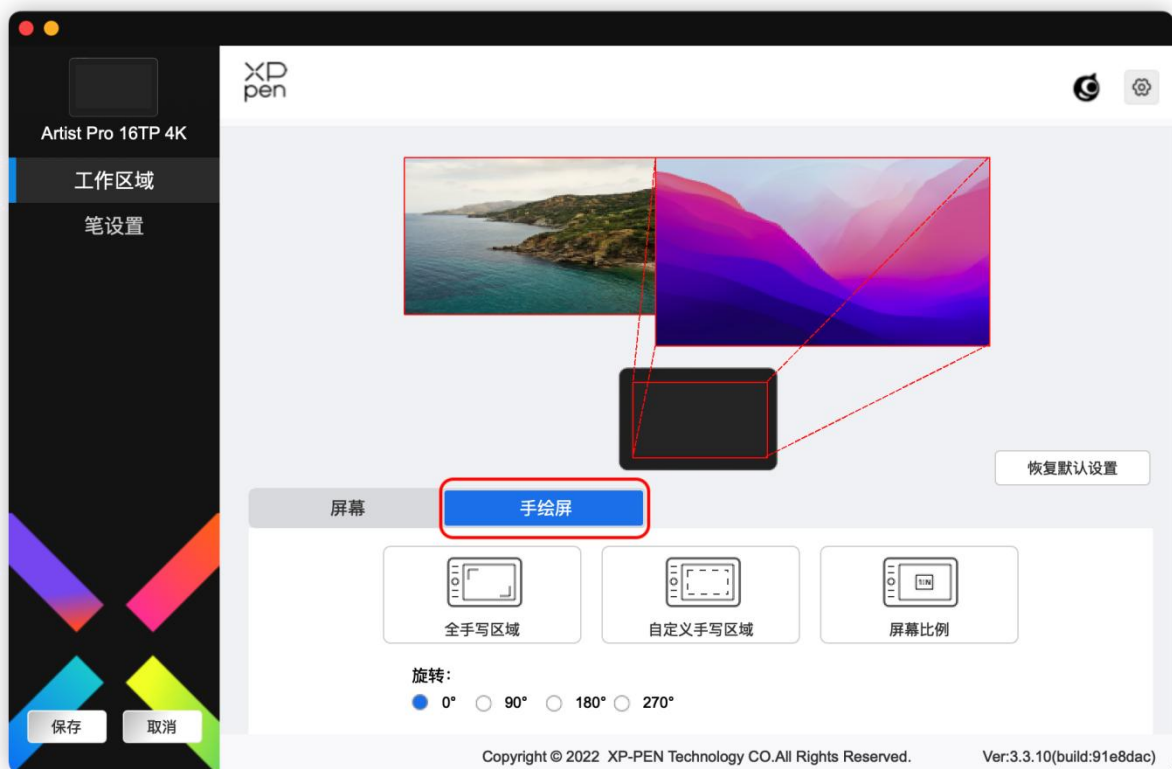 XP
pen
Artist Pro 16TP 4K
工作区域
笔设置
恢复默认设置
屏幕
手绘屏
1:N
全手写区域
自定义手写区域
屏幕比例
旋转：
0° 90° 180° 270°
保存
取消
Copyright © 2022 XP-PEN Technology CO.All Rights Reserved.
Ver:3.3.10(build:91e8dac)